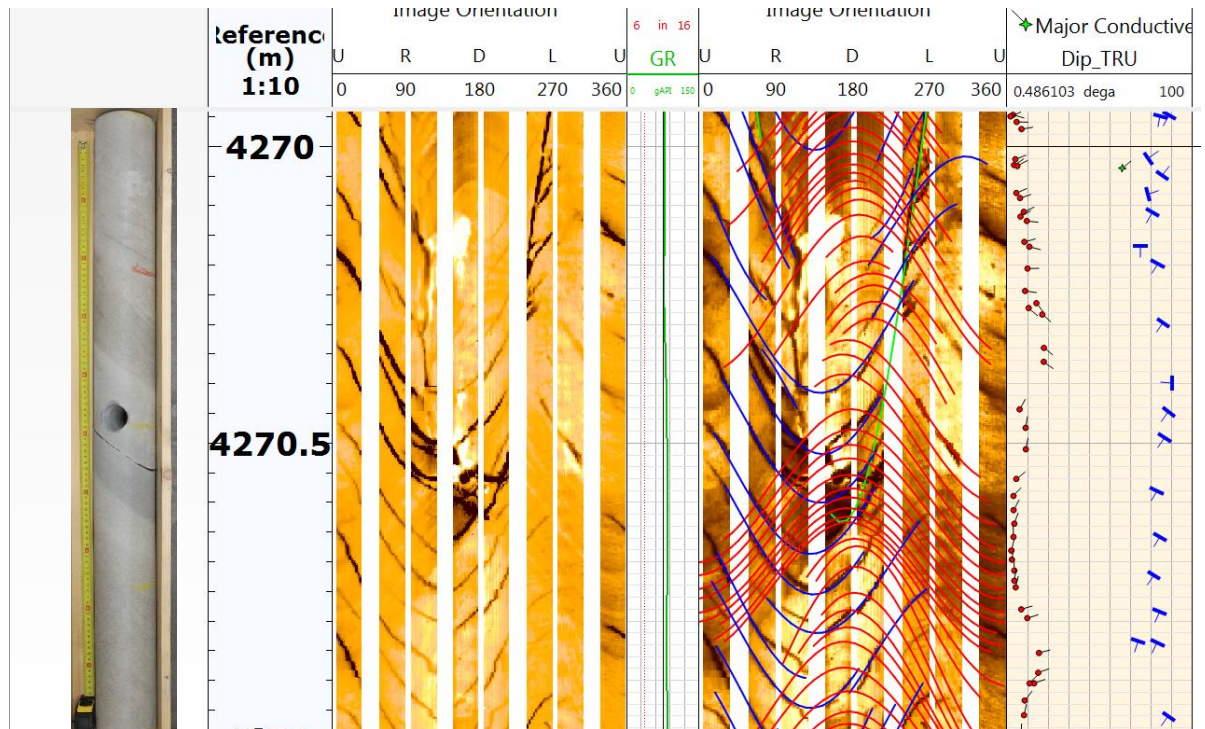 Image Orientation
Image Orientation
6 in 16
Major Conductive
Reference
(m)
1:10
U R D L U
GR
U R D L U
Dip_TRU
0 90 180 270 360
0 gAPI 150
0 90 180 270 360
0.486103 dega 100
4270
4270.5